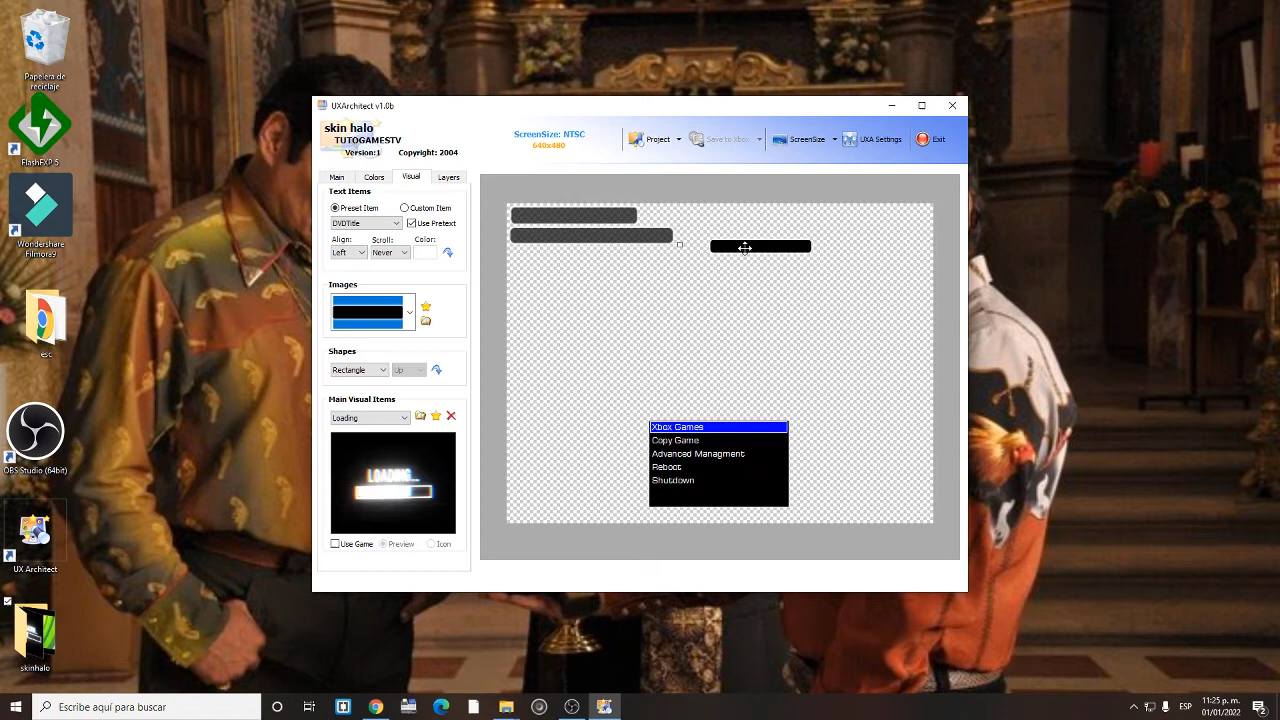 Papelera de
reciclaje
FlashFXP 5
Wondershare
Filmora9
esc
OBS Studio (64bit)
UX Architect
skinhalo
UXArchitect v1.0b
skin halo
TUTOGAMESTV
Version:1 Copyright: 2004
ScreenSize: NTSC
640x480
Project
Save to Xbox
ScreenSize
UXA Settings
Exit
Main Colors Visual Layers
Text Items
Preset Item Custom Item
DVDTitle Use Pretext
Align: Scroll: Color:
Left Never
Images
Shapes
Rectangle Up
Main Visual Items
Loading
LOADING...
Use Game Preview Icon
Xbox Games
Copy Game
Advanced Managment
Reboot
Shutdown
Escribe aquí para buscar
ESP
11:25 p. m.
01/01/2022
2